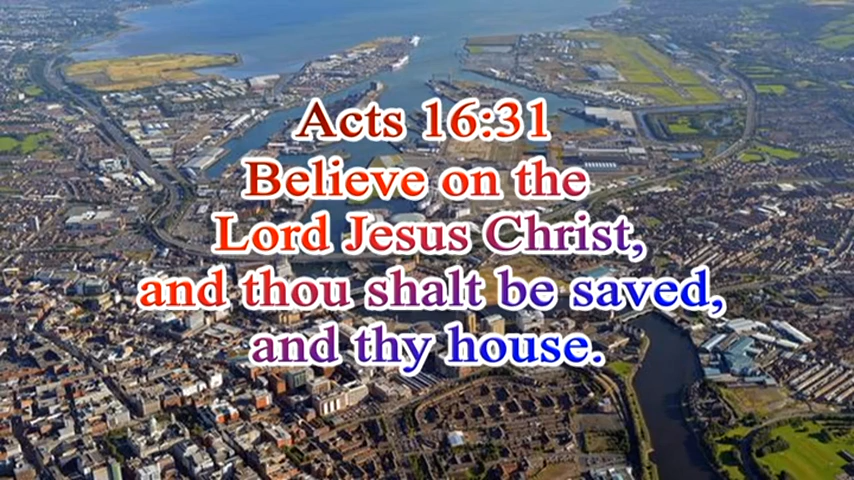 Acts 16:31
Believe on the
Lord Jesus Christ,
and thou shalt be saved,
and thy house.